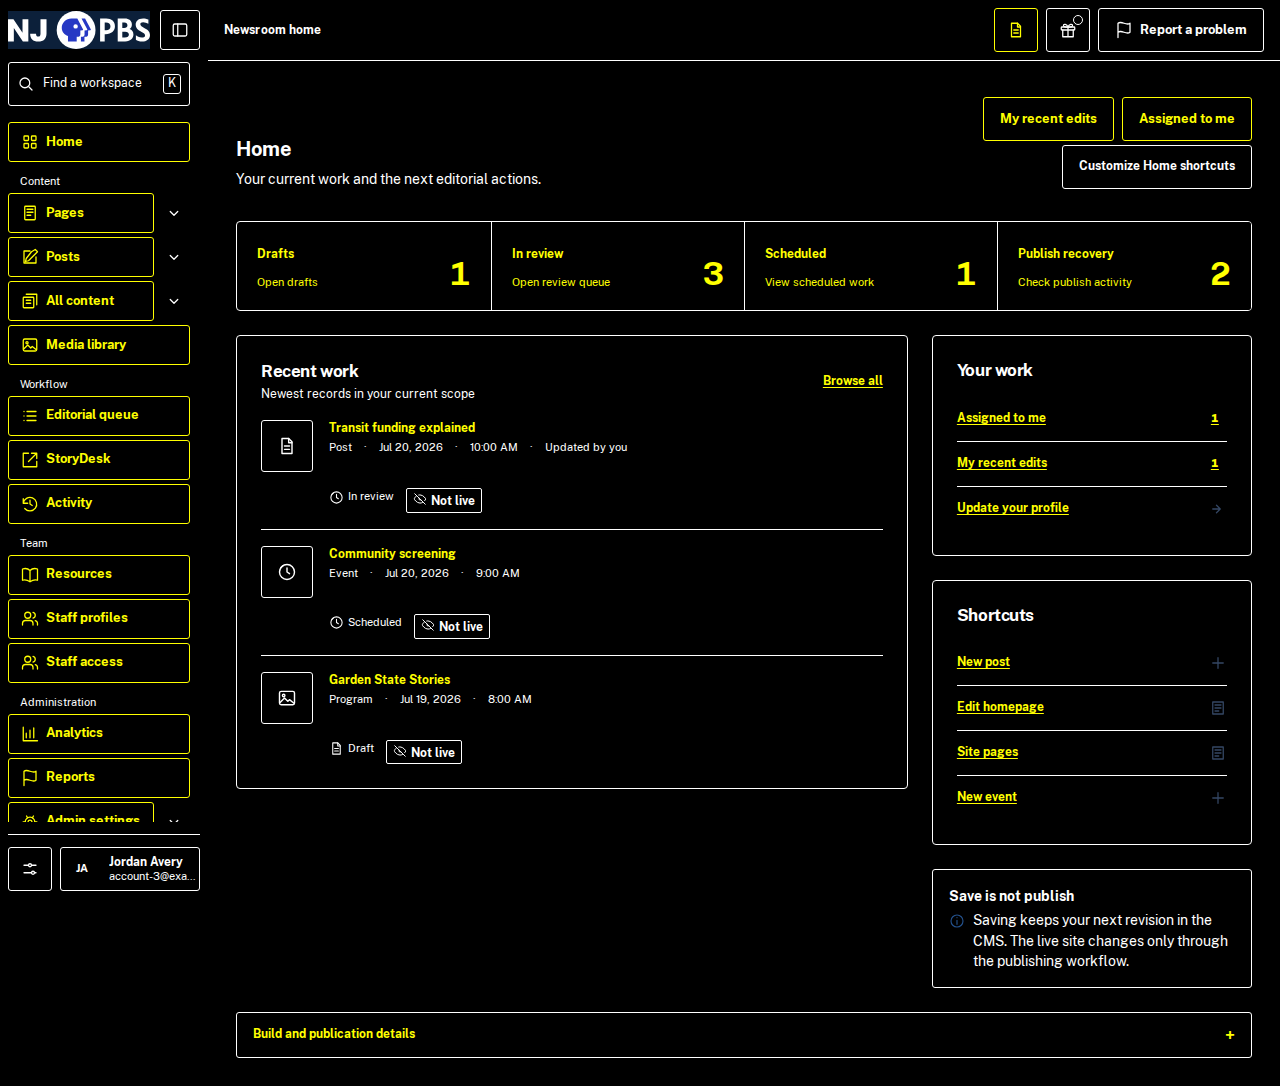 NJ PBS
Newsroom home
Report a problem
Find a workspace
K
Home
Content
Pages
Posts
All content
Media library
Workflow
Editorial queue
StoryDesk
Activity
Team
Resources
Staff profiles
Staff access
Administration
Analytics
Reports
Admin settings
JA
Jordan Avery
account-3@exa...
Home
Your current work and the next editorial actions.
My recent edits
Assigned to me
Customize Home shortcuts
Drafts
Open drafts
1
In review
Open review queue
3
Scheduled
View scheduled work
1
Publish recovery
Check publish activity
2
Recent work
Newest records in your current scope
Browse all
Transit funding explained
Post · Jul 20, 2026 · 10:00 AM · Updated by you
In review
Not live
Community screening
Event · Jul 20, 2026 · 9:00 AM
Scheduled
Not live
Garden State Stories
Program · Jul 19, 2026 · 8:00 AM
Draft
Not live
Your work
Assigned to me 1
My recent edits 1
Update your profile
Shortcuts
New post
Edit homepage
Site pages
New event
Save is not publish
Saving keeps your next revision in the
CMS. The live site changes only through
the publishing workflow.
Build and publication details +